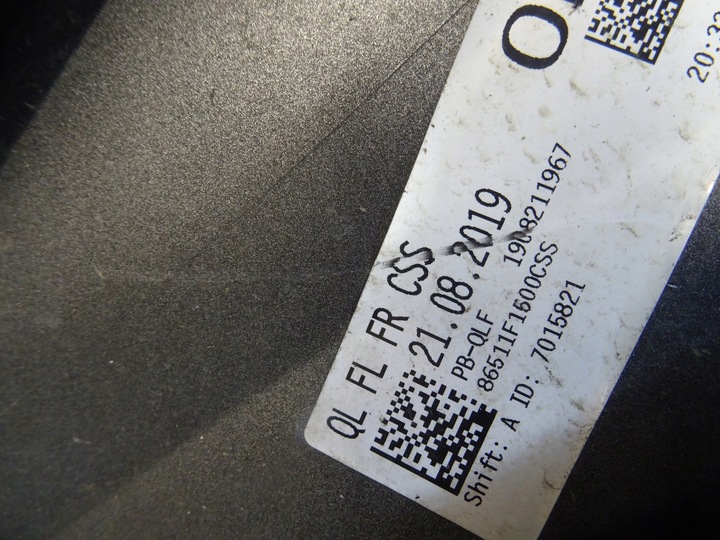 QL FL FR CSS
21.08.2019
PB-QLF 1908211967
86511F1600CSS
Shift: A ID: 7015821